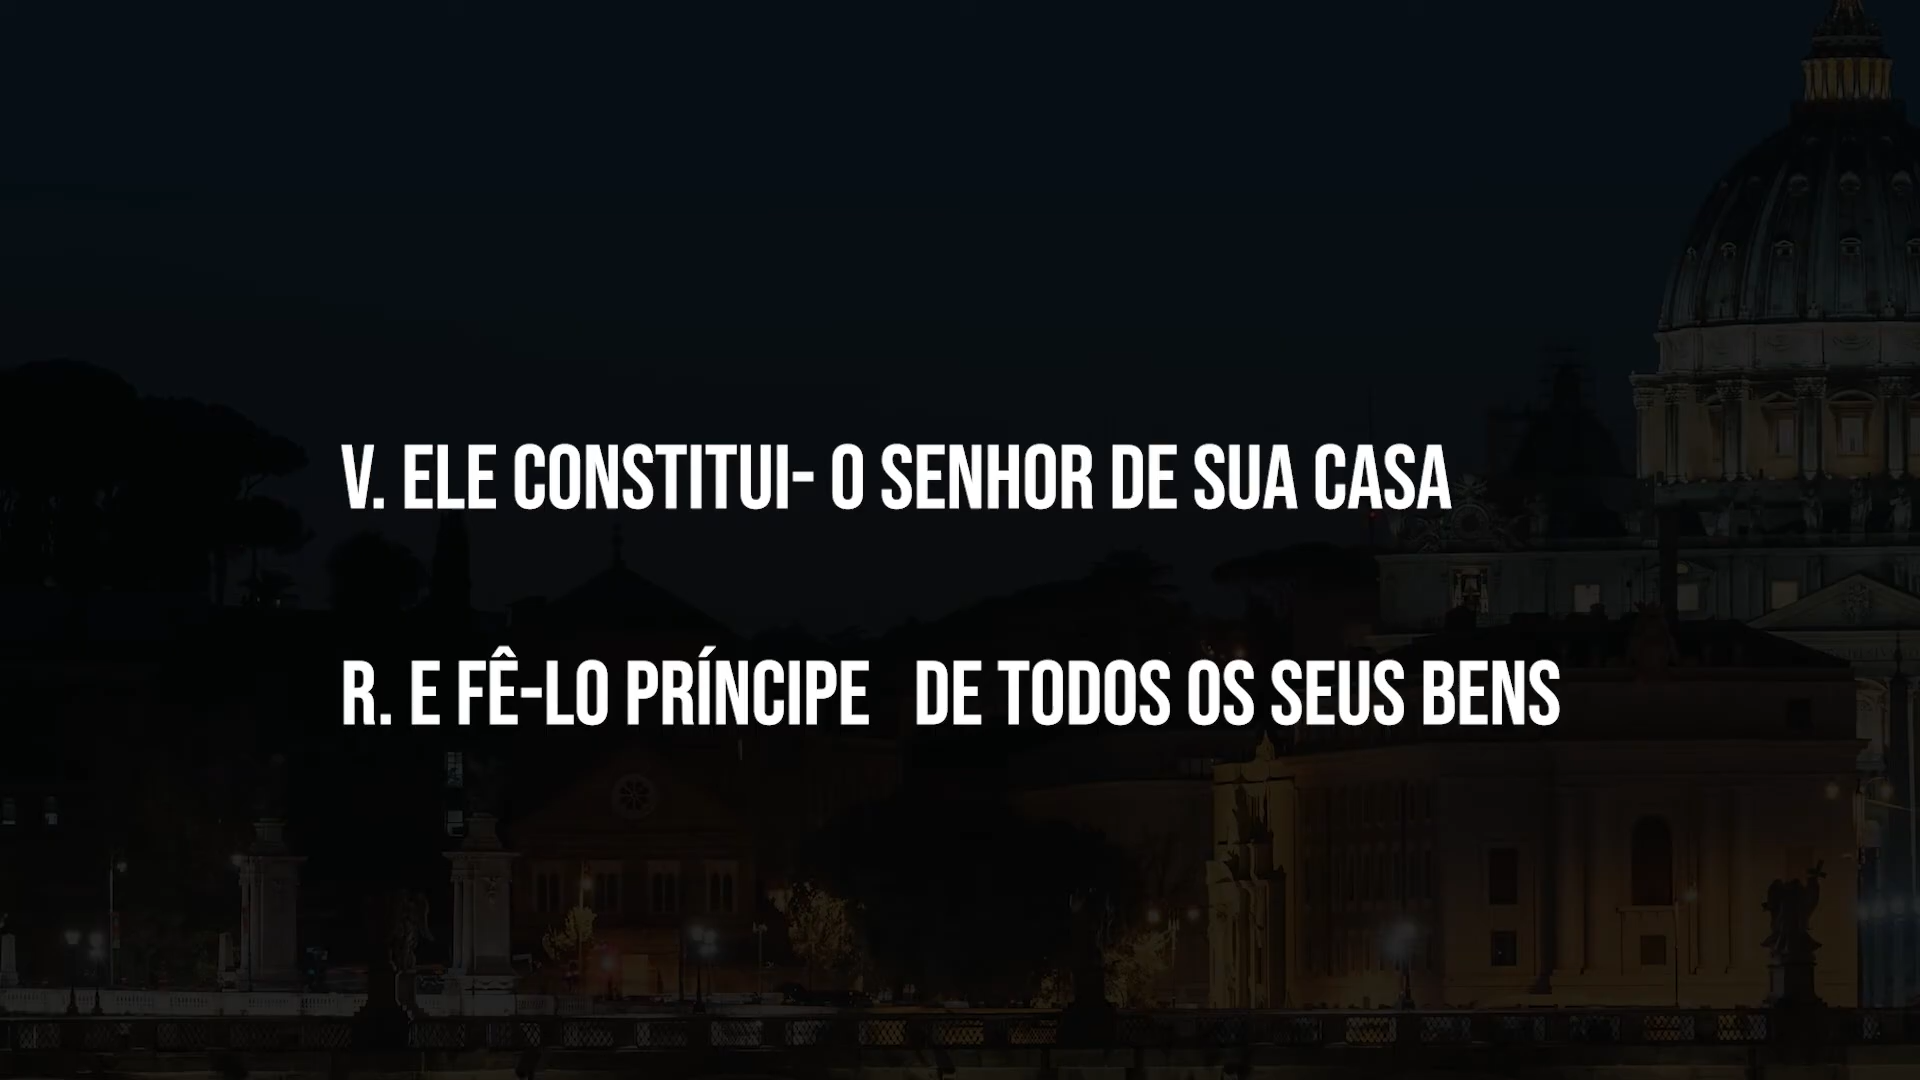 V. ELE CONSTITUI- O SENHOR DE SUA CASA
R. E FÊ-LO PRÍNCIPE DE TODOS OS SEUS BENS